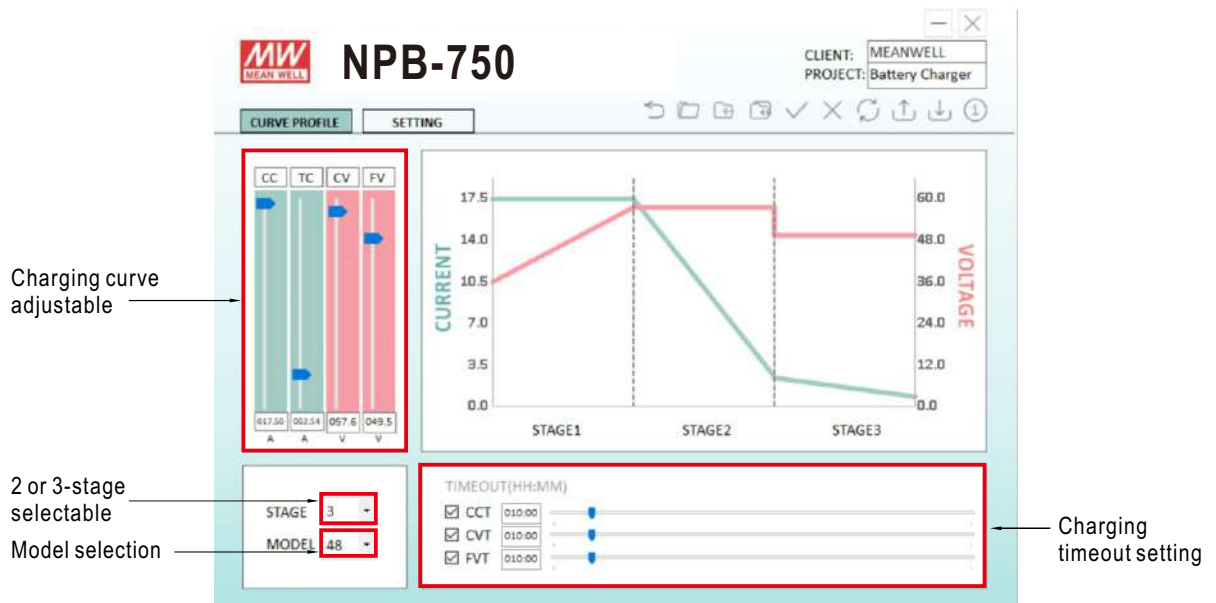 MW
MEAN WELL
NPB-750
CLIENT: MEANWELL
PROJECT: Battery Charger
CURVE PROFILE SETTING
CC TC CV FV
017.50 002.54 057.6 049.5
A A V V
Charging curve
adjustable
CURRENT
17.5
14.0
10.5
7.0
3.5
0.0
60.0
48.0
36.0
24.0
12.0
0.0
VOLTAGE
STAGE1 STAGE2 STAGE3
2 or 3-stage
selectable
Model selection
STAGE 3
MODEL 48
TIMEOUT(HH:MM)
CCT 010:00
CVT 010:00
FVT 010:00
Charging
timeout setting